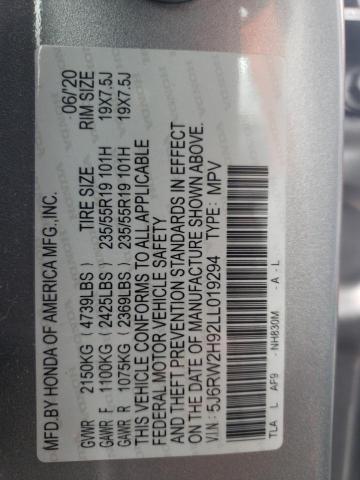 MFD.BY HONDA OF AMERICA MFG.,INC. 06/'20
TIRE SIZE RIM SIZE
GVWR 2150KG (4739LBS)
GAWR F 1100KG (2425LBS) 235/55R19 101H 19X7.5J
GAWR R 1075KG (2369LBS) 235/55R19 101H 19X7.5J
THIS VEHICLE CONFORMS TO ALL APPLICABLE
FEDERAL MOTOR VEHICLE SAFETY
AND THEFT PREVENTION STANDARDS IN EFFECT
ON THE DATE OF MANUFACTURE SHOWN ABOVE.
V.I.N: 5J6RW2H92LL019294 TYPE: MPV
TLA L AP9 NH830M - A - L